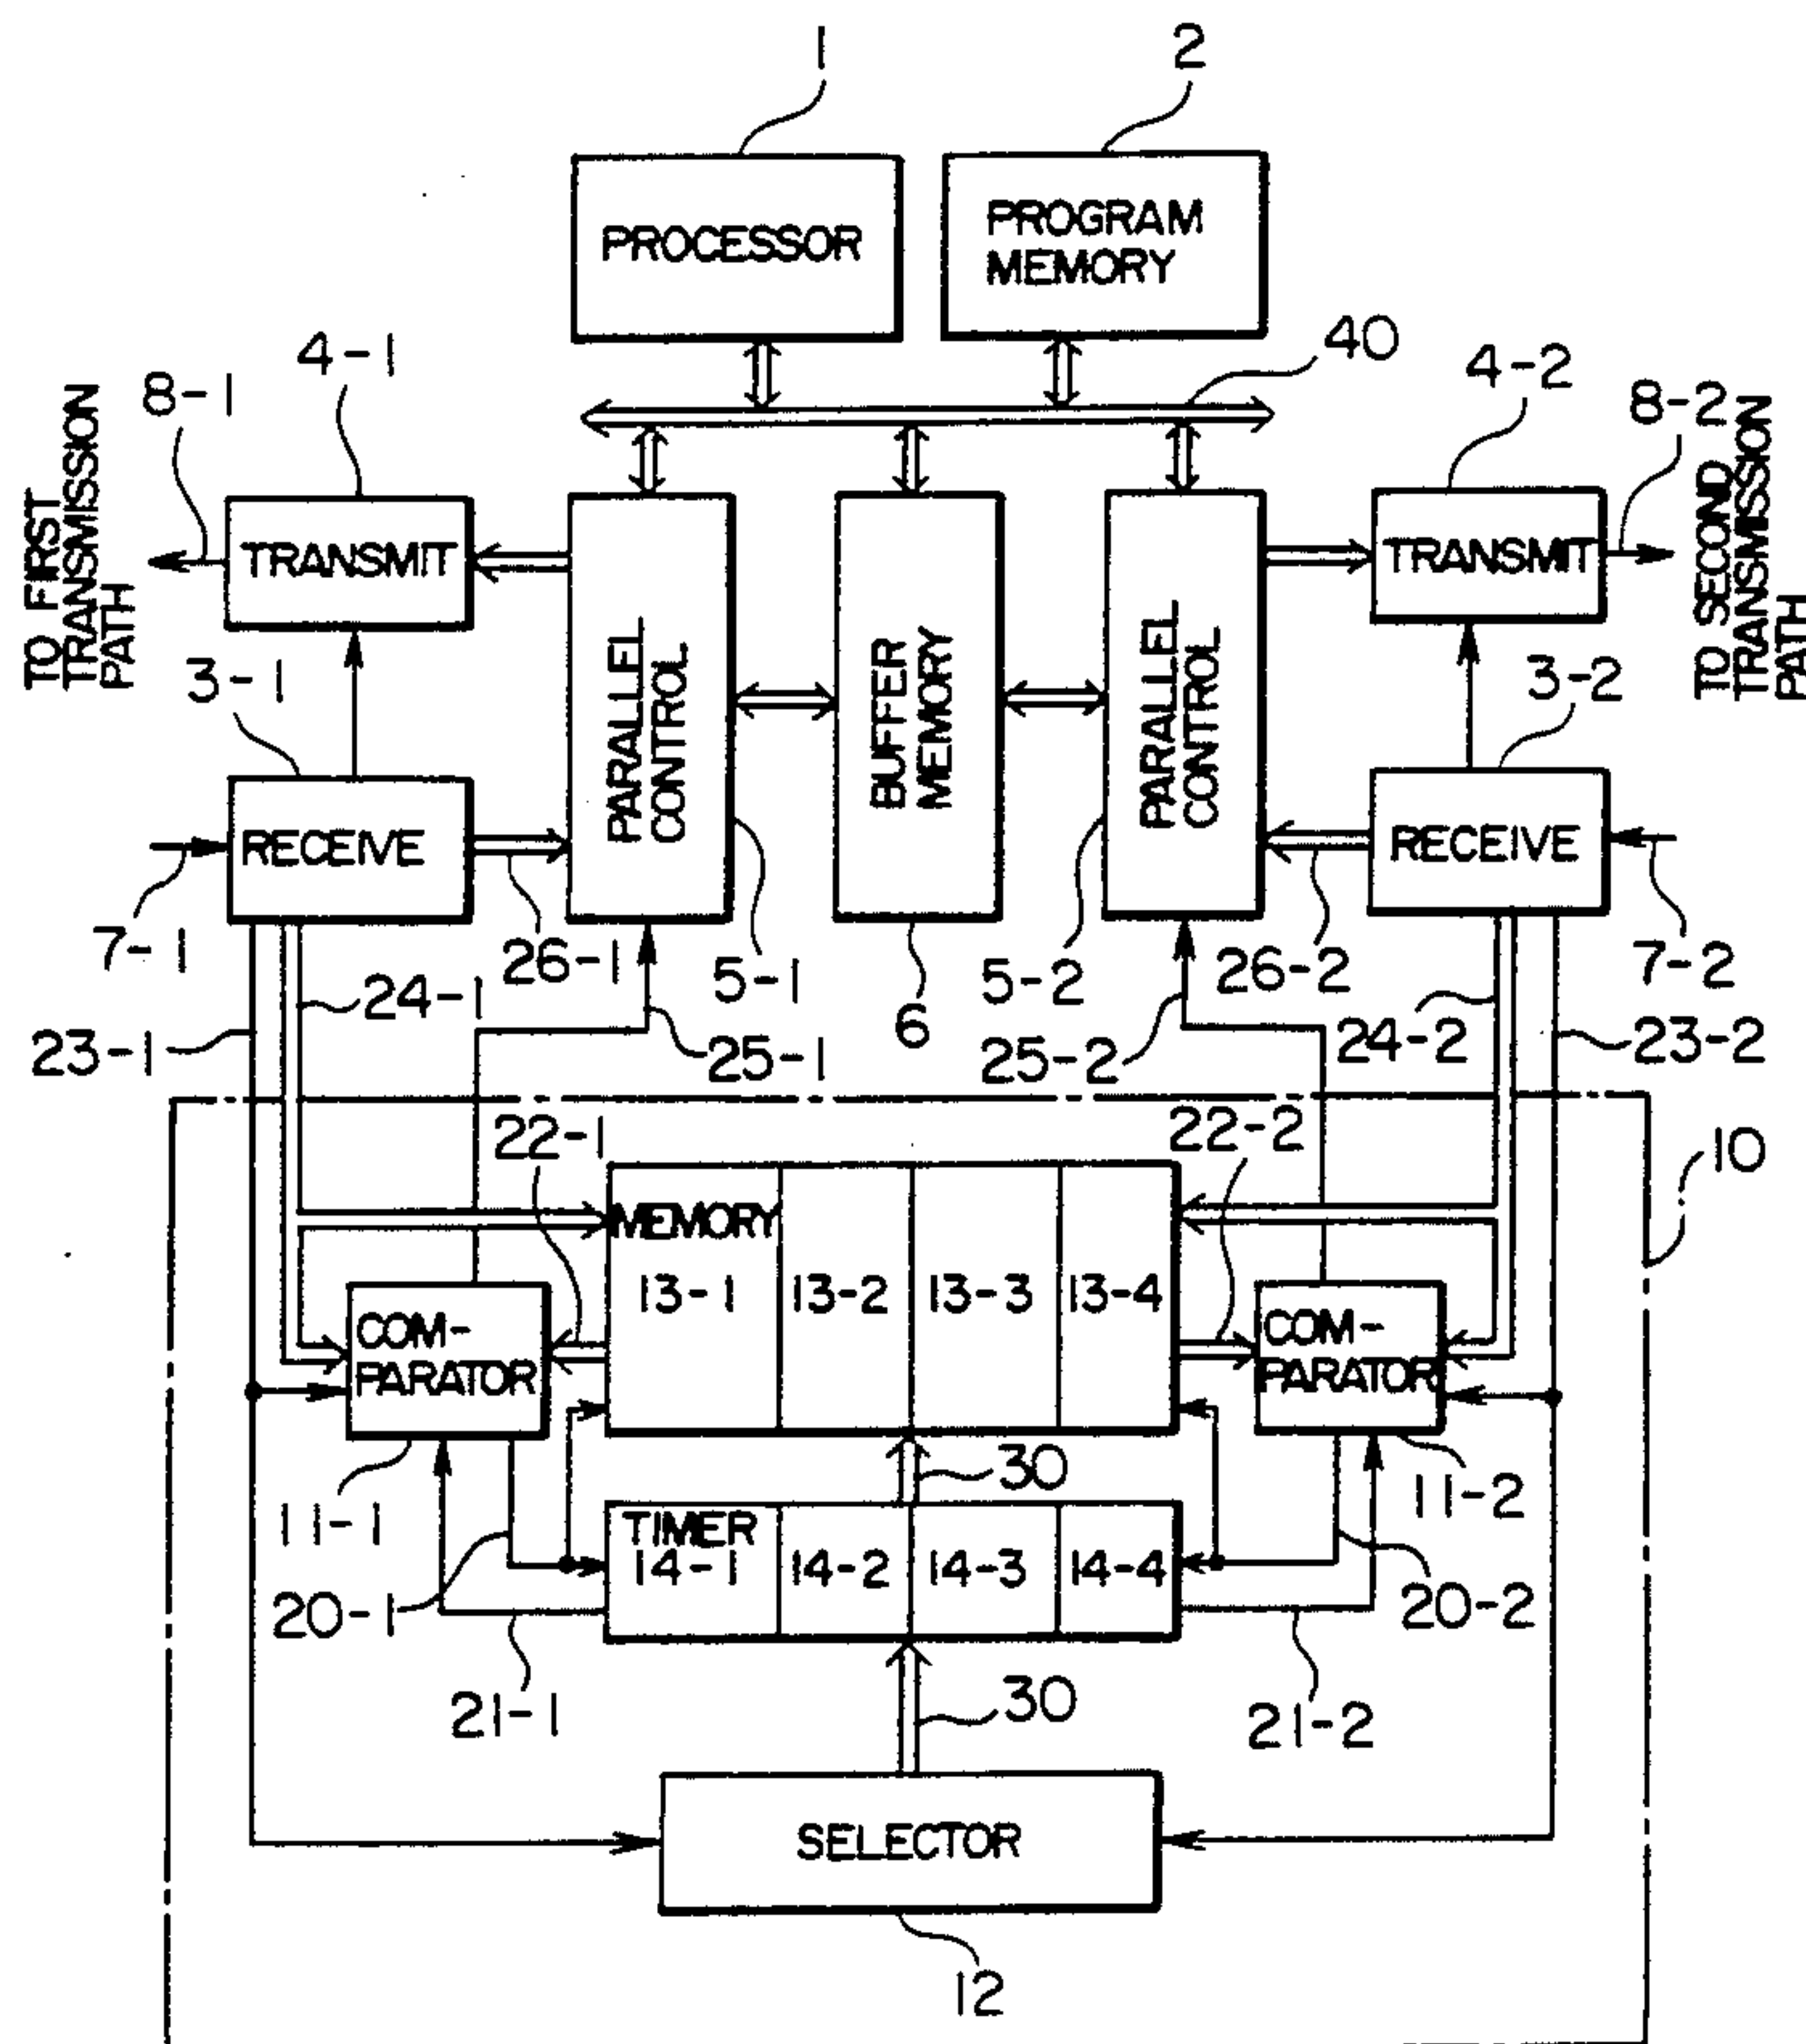 1
2
PROCESSOR
PROGRAM
MEMORY
40
4-1
4-2
8-1
8-2
TO FIRST
TRANSMISSION
PATH
TO SECOND
TRANSMISSION
PATH
TRANSMIT
TRANSMIT
PARALLEL
CONTROL
BUFFER
MEMORY
PARALLEL
CONTROL
3-1
3-2
RECEIVE
RECEIVE
7-1
26-1
5-1
6
5-2
26-2
7-2
24-1
24-2
23-1
25-1
25-2
23-2
22-1
22-2
10
MEMORY
13-1
13-2
13-3
13-4
COM-
PARATOR
COM-
PARATOR
30
11-1
11-2
TIMER
14-1
14-2
14-3
14-4
20-1
20-2
21-1
30
21-2
SELECTOR
12